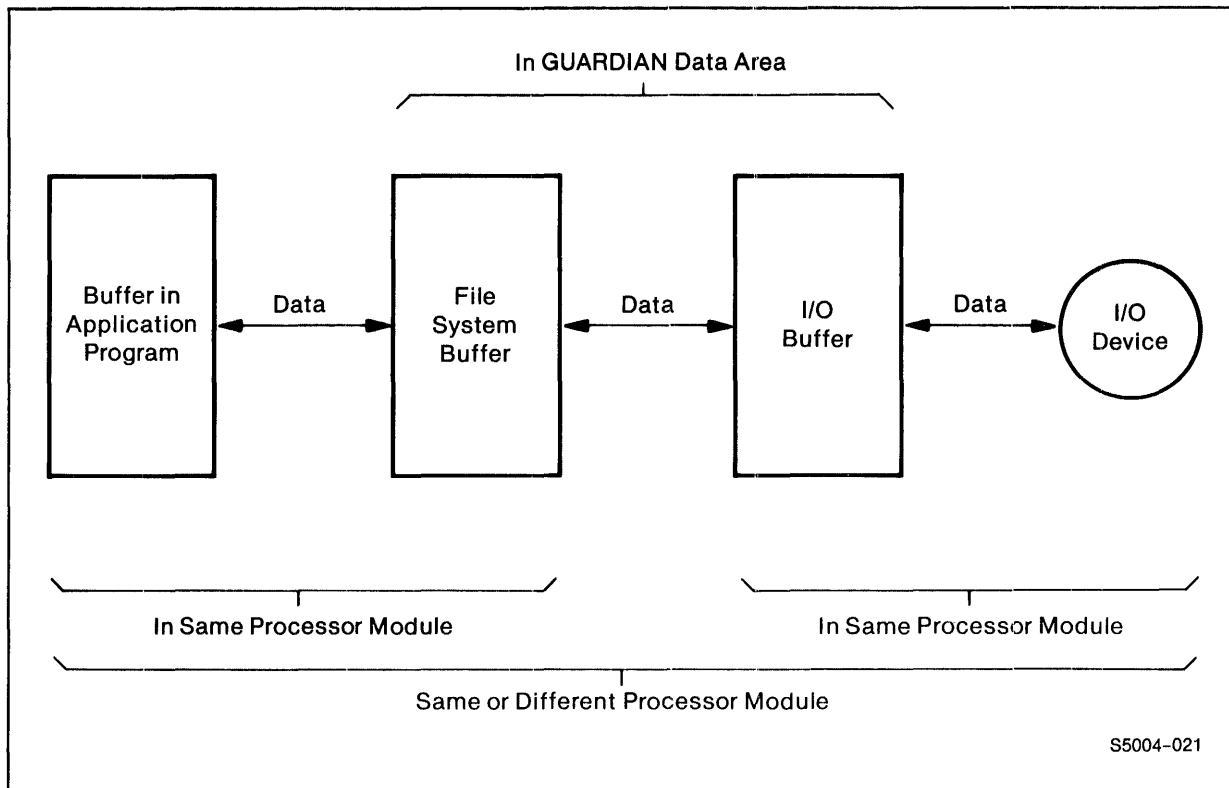 In GUARDIAN Data Area
Buffer in
Application
Program
Data
File
System
Buffer
Data
I/O
Buffer
Data
I/O
Device
In Same Processor Module
In Same Processor Module
Same or Different Processor Module
S5004-021